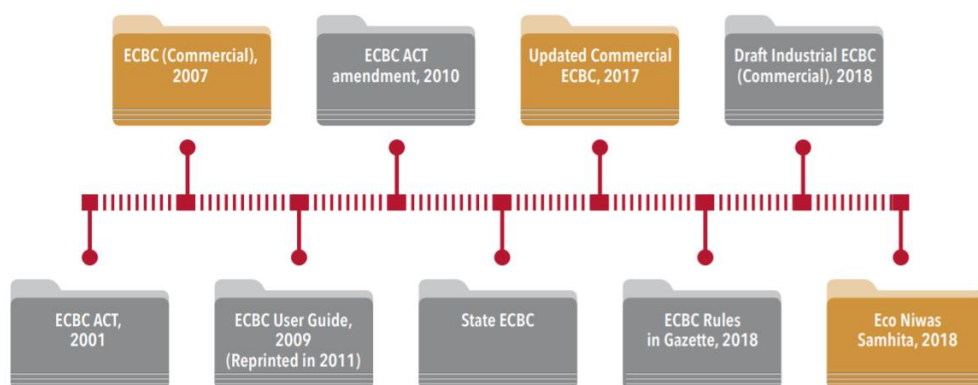 ECBC (Commercial),
2007
ECBC ACT
amendment, 2010
Updated Commercial
ECBC, 2017
Draft Industrial ECBC
(Commercial), 2018
ECBC ACT,
2001
ECBC User Guide,
2009
(Reprinted in 2011)
State ECBC
ECBC Rules
in Gazette, 2018
Eco Niwas
Samhita, 2018